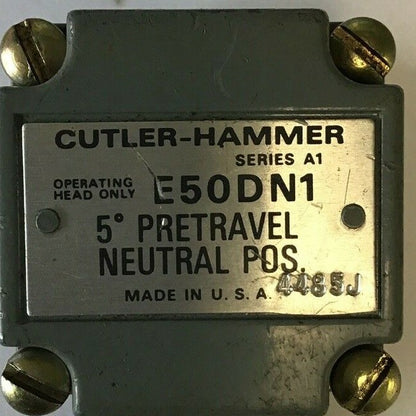 CUTLER-HAMMER
SERIES A1
OPERATING HEAD ONLY E50DN1
5° PRETRAVEL
NEUTRAL POS.
MADE IN U.S.A. 4485J